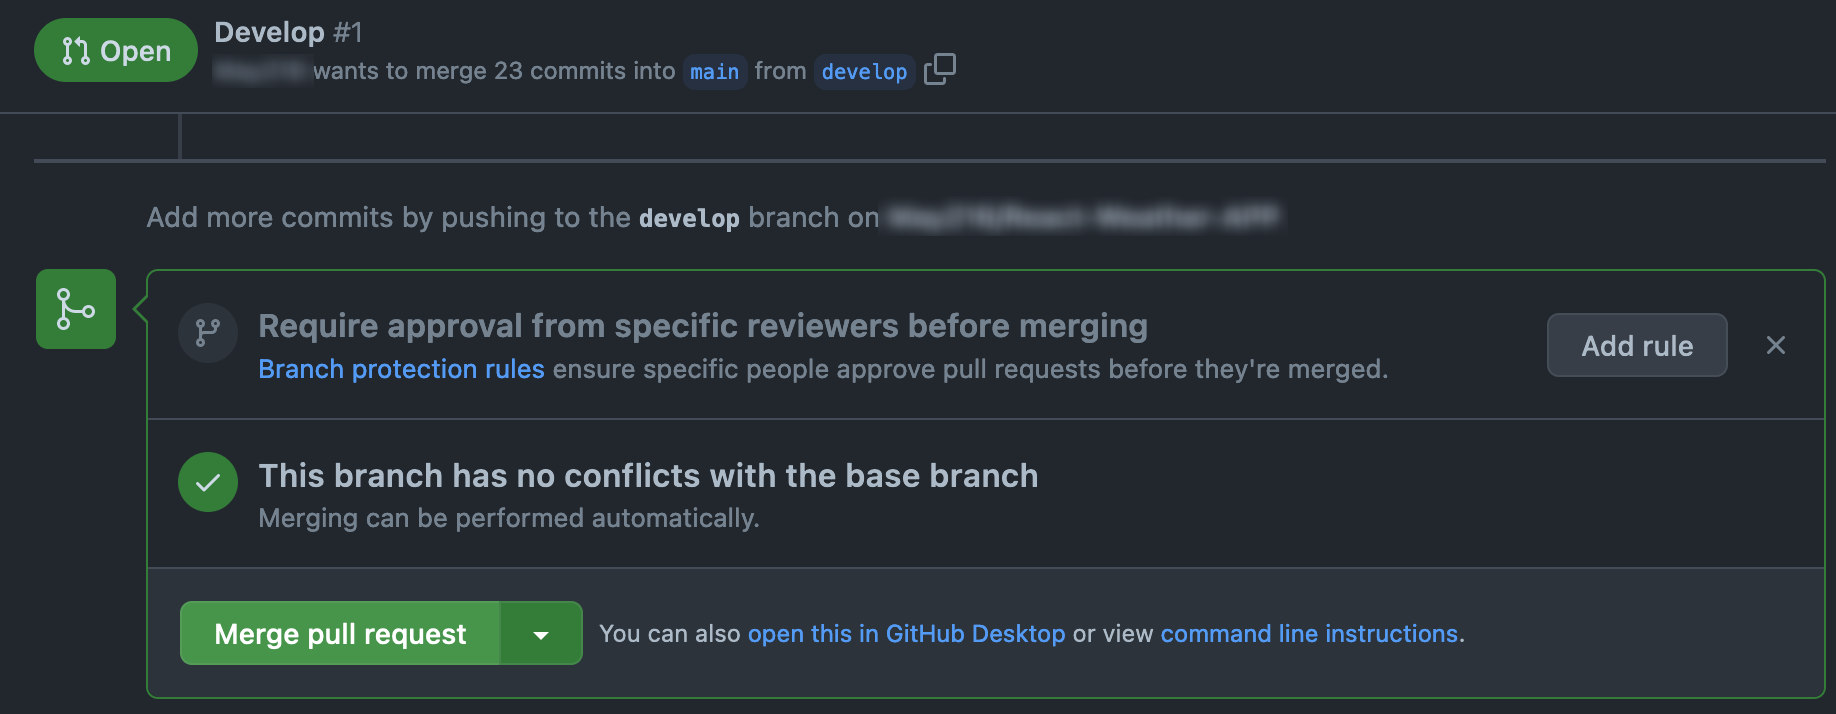 Open
Develop #1
wants to merge 23 commits into main from develop
Add more commits by pushing to the develop branch on
Require approval from specific reviewers before merging
Branch protection rules ensure specific people approve pull requests before they're merged.
Add rule
This branch has no conflicts with the base branch
Merging can be performed automatically.
Merge pull request
You can also open this in GitHub Desktop or view command line instructions.